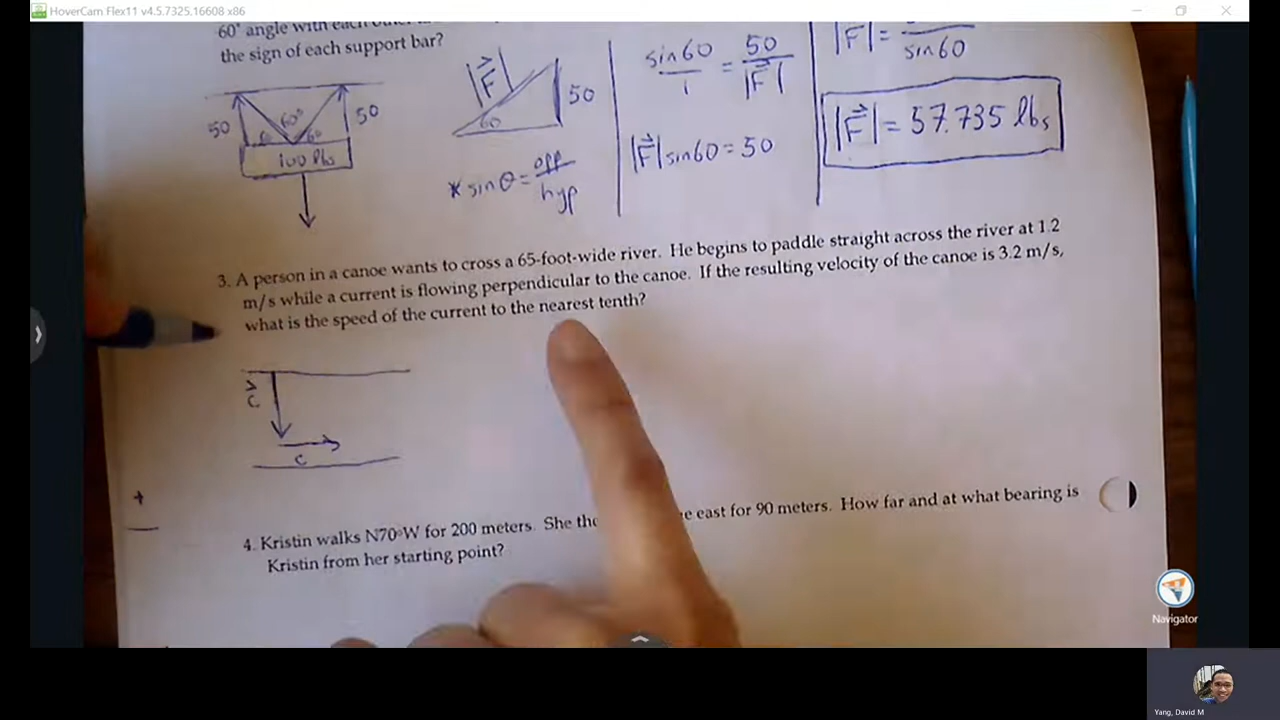 HoverCam Flex11 v4.5.7325.16608 x86
60° angle with each other
the sign of each support bar?
50
60°
60°
50
100 lbs
|F|
60
50
* sin θ = opp/hyp
sin60/1 = 50/|F|
|F| sin60 = 50
|F| = /sin60
|F| = 57.735 lbs
3. A person in a canoe wants to cross a 65-foot-wide river. He begins to paddle straight across the river at 1.2
m/s while a current is flowing perpendicular to the canoe. If the resulting velocity of the canoe is 3.2 m/s,
what is the speed of the current to the nearest tenth?
C
c
+
4. Kristin walks N70°W for 200 meters. She the e east for 90 meters. How far and at what bearing is
Kristin from her starting point?
Navigator
Yang, David M